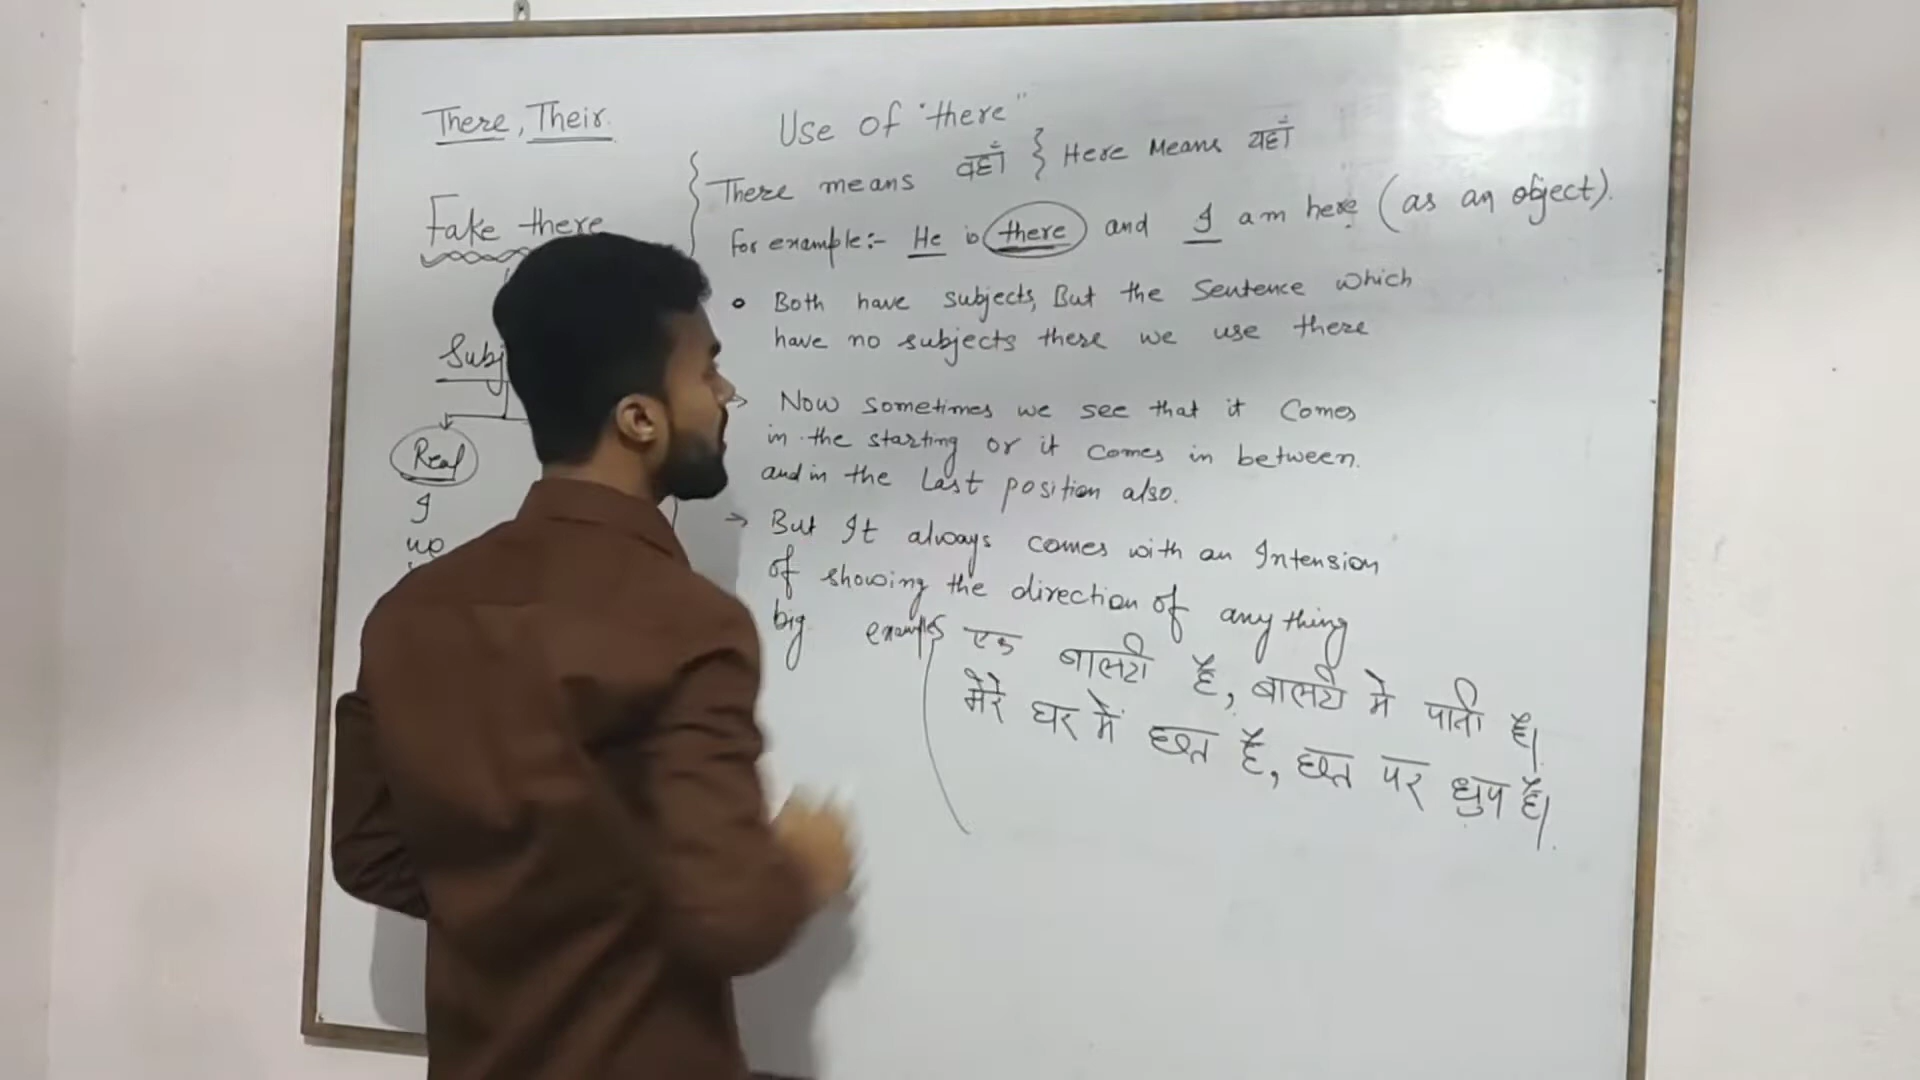 There, Their.
Fake there
Subj
Real
I
we
Use of "there"
There means वहाँ } Here Means यहाँ
for example:- He is there and I am here (as an object).
• Both have subjects, But the Sentence which
have no subjects there we use there
→ Now sometimes we see that it Comes
in the starting or it comes in between.
and in the Last position also.
→ But It always comes with an Intension
of showing the direction of any thing
big. examples एक बाल्टी है, बाल्टी मे पानी है।
मेरे घर में छत है, छत पर धुप है।